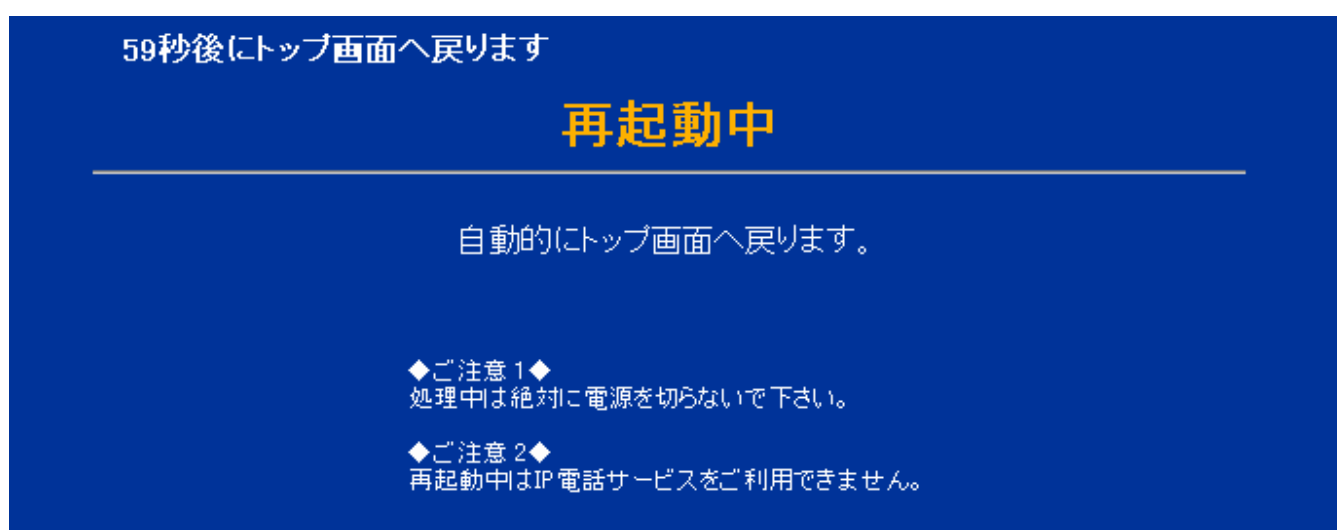 59秒後にトップ画面へ戻ります
再起動中
自動的にトップ画面へ戻ります。
◆ご注意1◆
処理中は絶対に電源を切らないで下さい。
◆ご注意2◆
再起動中はIP電話サービスをご利用できません。